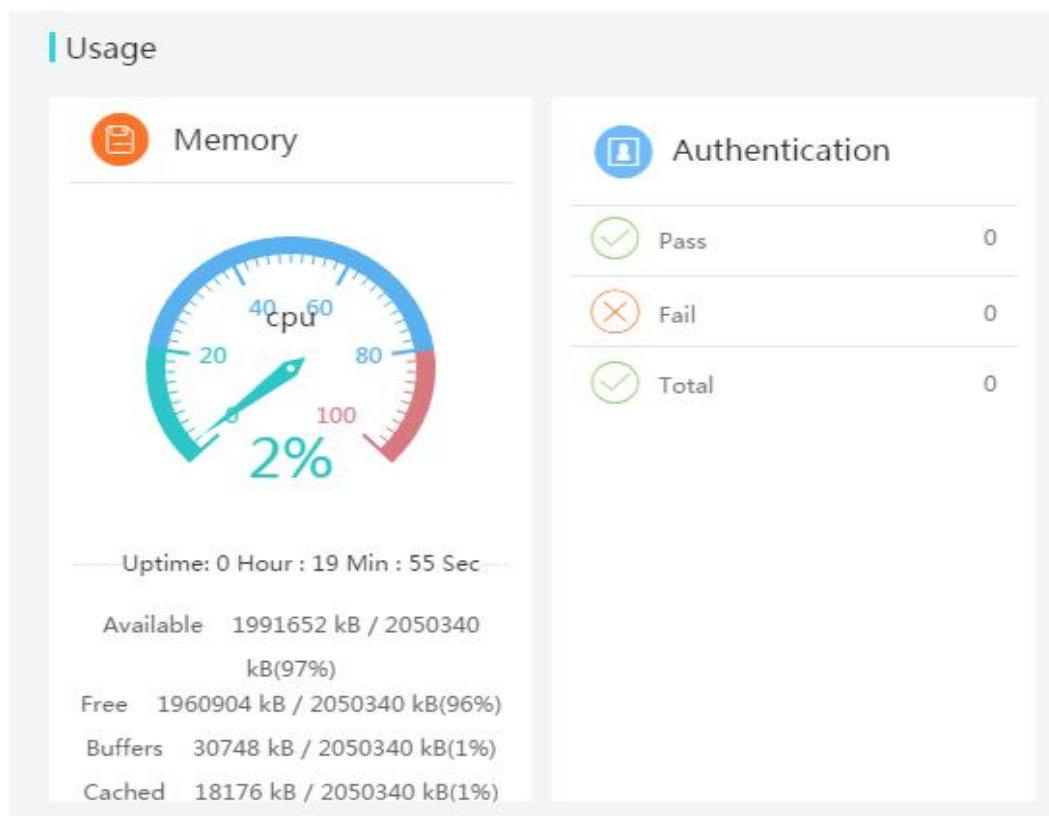 Usage
Memory
40 60
cpu
20 80
0 100
2%
Uptime: 0 Hour : 19 Min : 55 Sec
Available 1991652 kB / 2050340
kB(97%)
Free 1960904 kB / 2050340 kB(96%)
Buffers 30748 kB / 2050340 kB(1%)
Cached 18176 kB / 2050340 kB(1%)
Authentication
Pass 0
Fail 0
Total 0